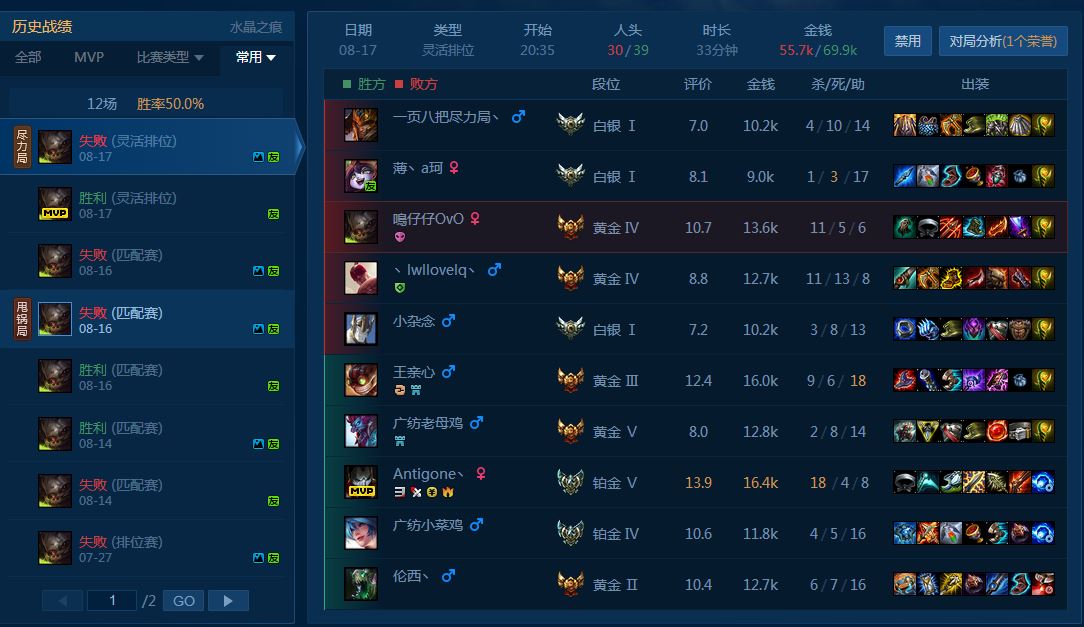 历史战绩 水晶之痕
全部 MVP 比赛类型 常用
12场 胜率50.0%
尽力局
失败 (灵活排位)
08-17
友
胜利 (灵活排位)
08-17
MVP
友
失败 (匹配赛)
08-16
友
甩锅局
失败 (匹配赛)
08-16
友
胜利 (匹配赛)
08-16
友
胜利 (匹配赛)
08-14
友
失败 (匹配赛)
08-14
友
失败 (排位赛)
07-27
友
1 /2 GO
日期 类型 开始 人头 时长 金钱
08-17 灵活排位 20:35 30/39 33分钟 55.7k/69.9k
禁用 对局分析(1个荣誉)
胜方 败方 段位 评价 金钱 杀/死/助 出装
一页八把尽力局丶 白银 I 7.0 10.2k 4/10/14
薄丶a珂 白银 I 8.1 9.0k 1/3/17
友
鳴仔仔OvO 黄金 IV 10.7 13.6k 11/5/6
丶lwllovelq丶 黄金 IV 8.8 12.7k 11/13/8
小杂念 白银 I 7.2 10.2k 3/8/13
王亲心 黄金 III 12.4 16.0k 9/6/18
广纺老母鸡 黄金 V 8.0 12.8k 2/8/14
Antigone丶 铂金 V 13.9 16.4k 18/4/8
MVP
广纺小菜鸡 铂金 IV 10.6 11.8k 4/5/16
伦西丶 黄金 II 10.4 12.7k 6/7/16